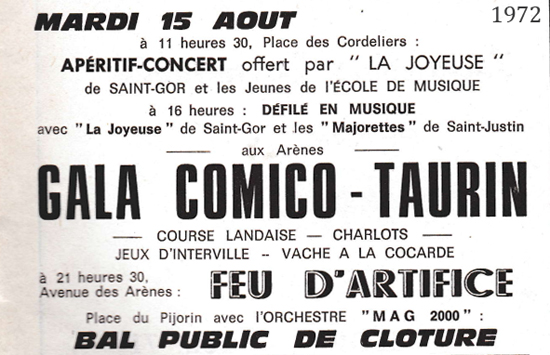 MARDI 15 AOUT 1972
à 11 heures 30, Place des Cordeliers :
APÉRITIF-CONCERT offert par " LA JOYEUSE "
de SAINT-GOR et les Jeunes de l'ÉCOLE DE MUSIQUE
à 16 heures : DÉFILÉ EN MUSIQUE
avec "La Joyeuse" de Saint-Gor et les "Majorettes" de Saint-Justin
aux Arènes
GALA COMICO - TAURIN
COURSE LANDAISE — CHARLOTS
JEUX D'INTERVILLE -- VACHE A LA COCARDE
à 21 heures 30,
Avenue des Arènes : FEU D'ARTIFICE
Place du Pijorin avec l'ORCHESTRE "MAG 2000" :
BAL PUBLIC DE CLOTURE